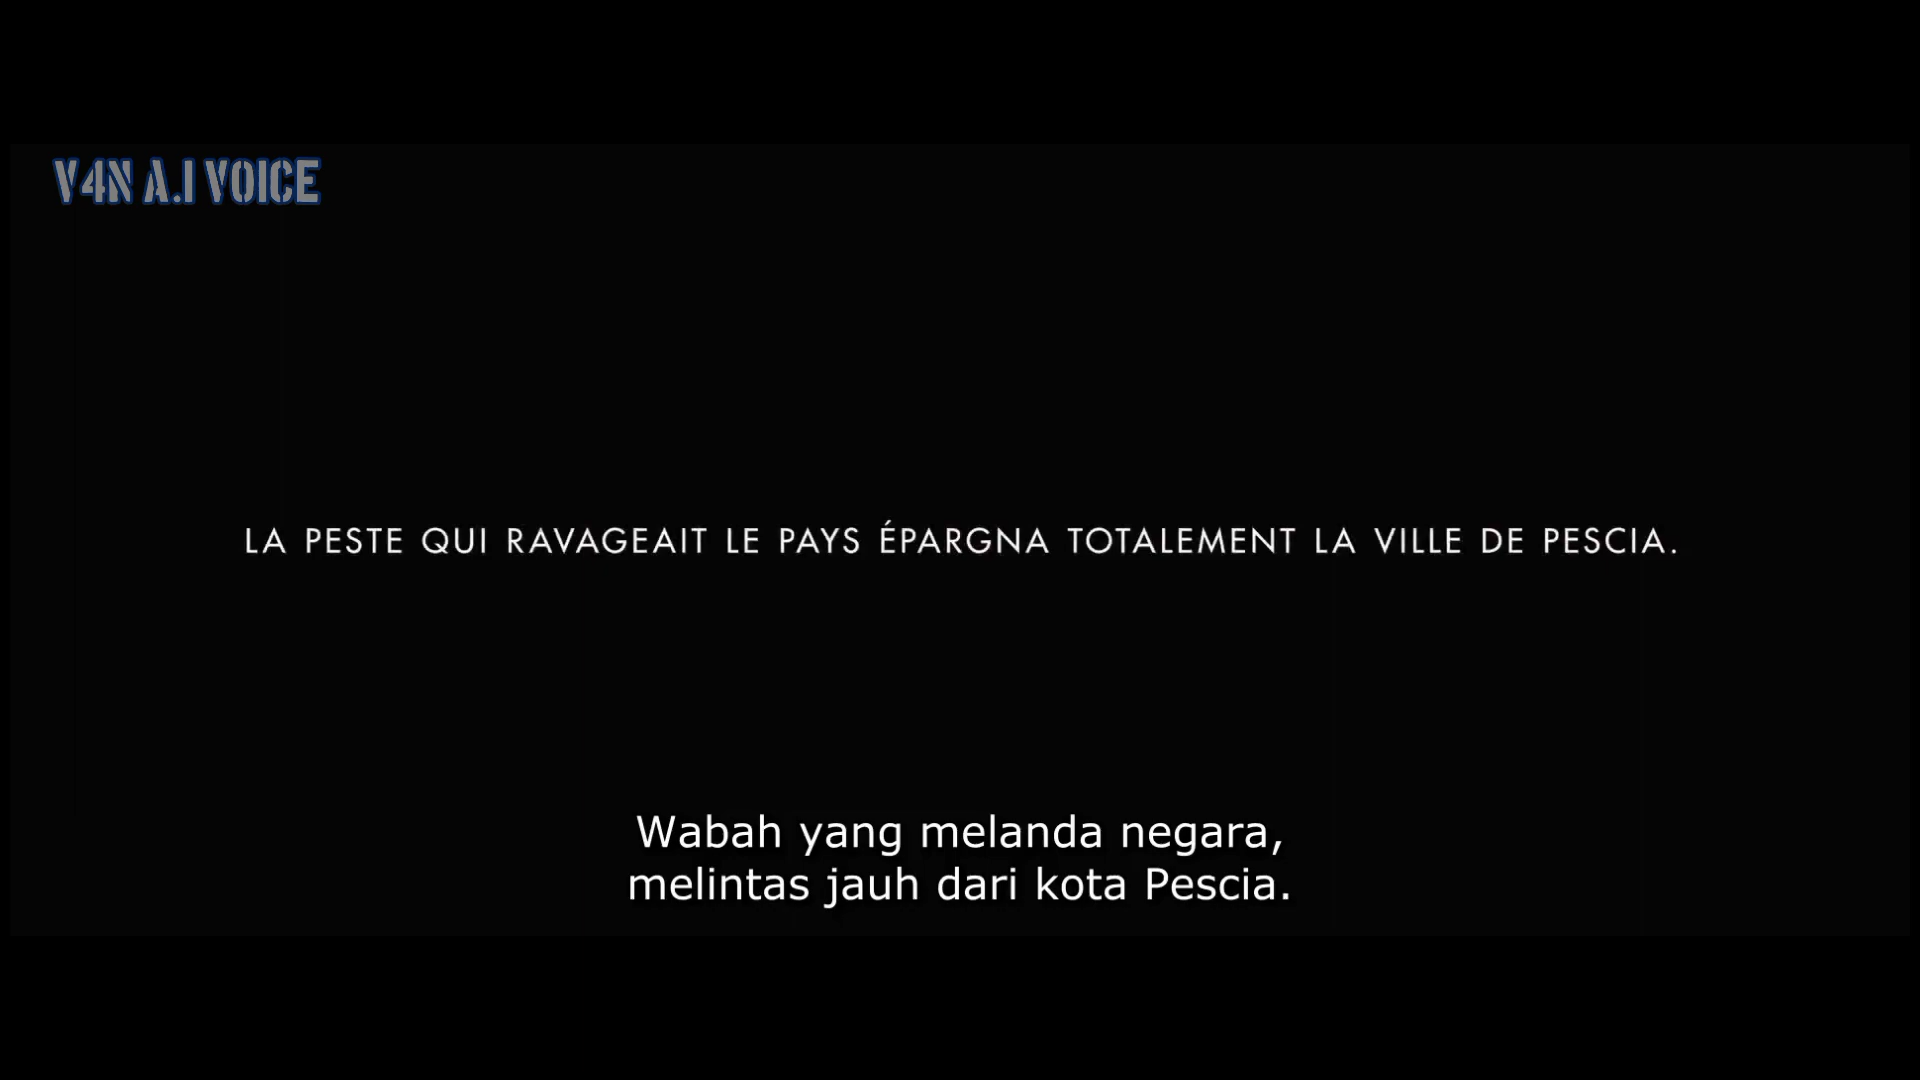 V4N A.I VOICE
LA PESTE QUI RAVAGEAIT LE PAYS ÉPARGNA TOTALEMENT LA VILLE DE PESCIA.
Wabah yang melanda negara,
melintas jauh dari kota Pescia.